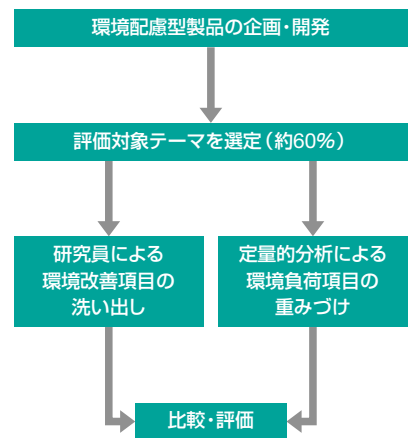 環境配慮型製品の企画・開発
評価対象テーマを選定（約60％）
研究員による
環境改善項目の
洗い出し
定量的分析による
環境負荷項目の
重みづけ
比較・評価